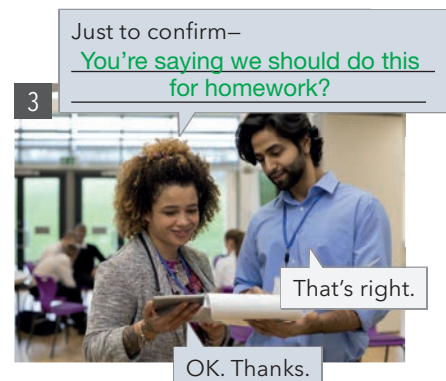 Just to confirm–
You're saying we should do this
for homework?
3
That's right.
OK. Thanks.